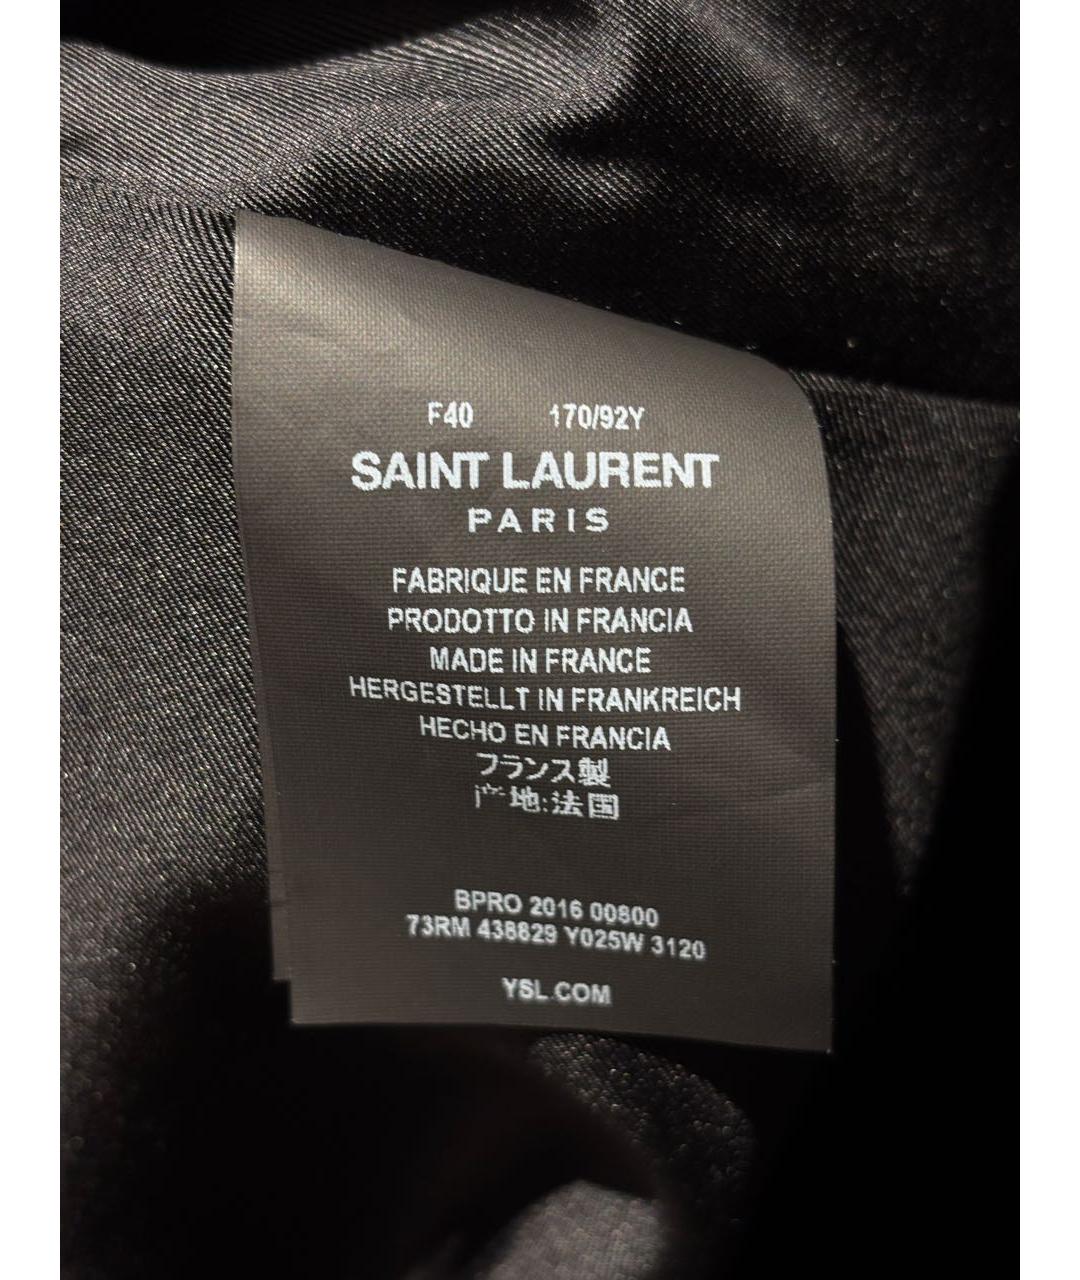 F40 170/92Y
SAINT LAURENT
PARIS
FABRIQUE EN FRANCE
PRODOTTO IN FRANCIA
MADE IN FRANCE
HERGESTELLT IN FRANKREICH
HECHO EN FRANCIA
フランス製
产地:法国
BPRO 2016 00800
73RM 438829 Y025W 3120
YSL.COM